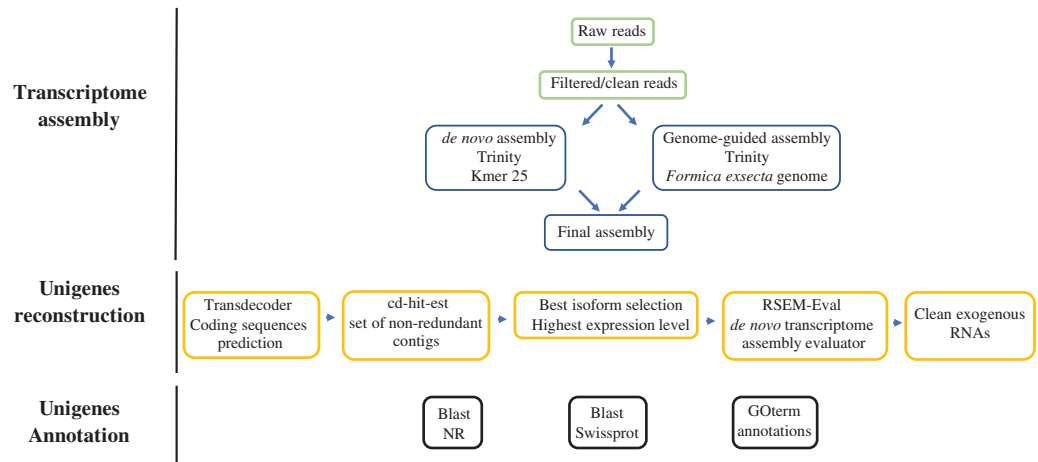 Transcriptome
assembly
Raw reads
Filtered/clean reads
de novo assembly
Trinity
Kmer 25
Genome-guided assembly
Trinity
Formica exsecta genome
Final assembly
Unigenes
reconstruction
Transdecoder
Coding sequences
prediction
cd-hit-est
set of non-redundant
contigs
Best isoform selection
Highest expression level
RSEM-Eval
de novo transcriptome
assembly evaluator
Clean exogenous
RNAs
Unigenes
Annotation
Blast
NR
Blast
Swissprot
GOterm
annotations